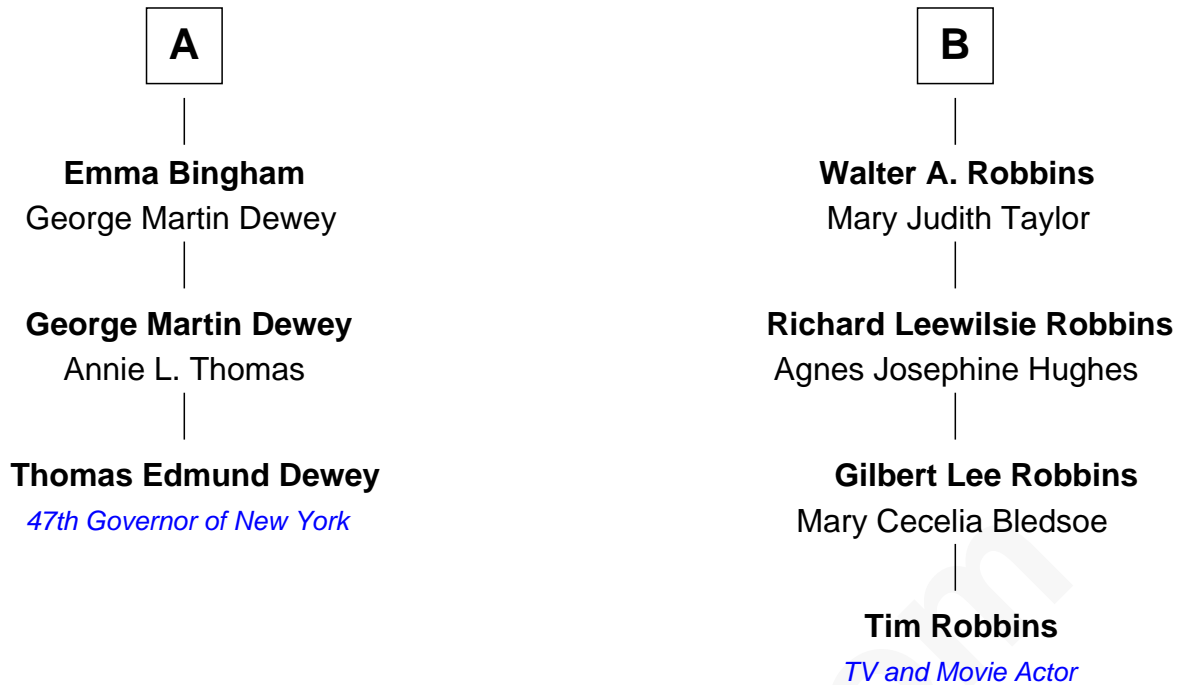 A
Emma Bingham
George Martin Dewey
George Martin Dewey
Annie L. Thomas
Thomas Edmund Dewey
47th Governor of New York
B
Walter A. Robbins
Mary Judith Taylor
Richard Leewilsie Robbins
Agnes Josephine Hughes
Gilbert Lee Robbins
Mary Cecelia Bledsoe
Tim Robbins
TV and Movie Actor